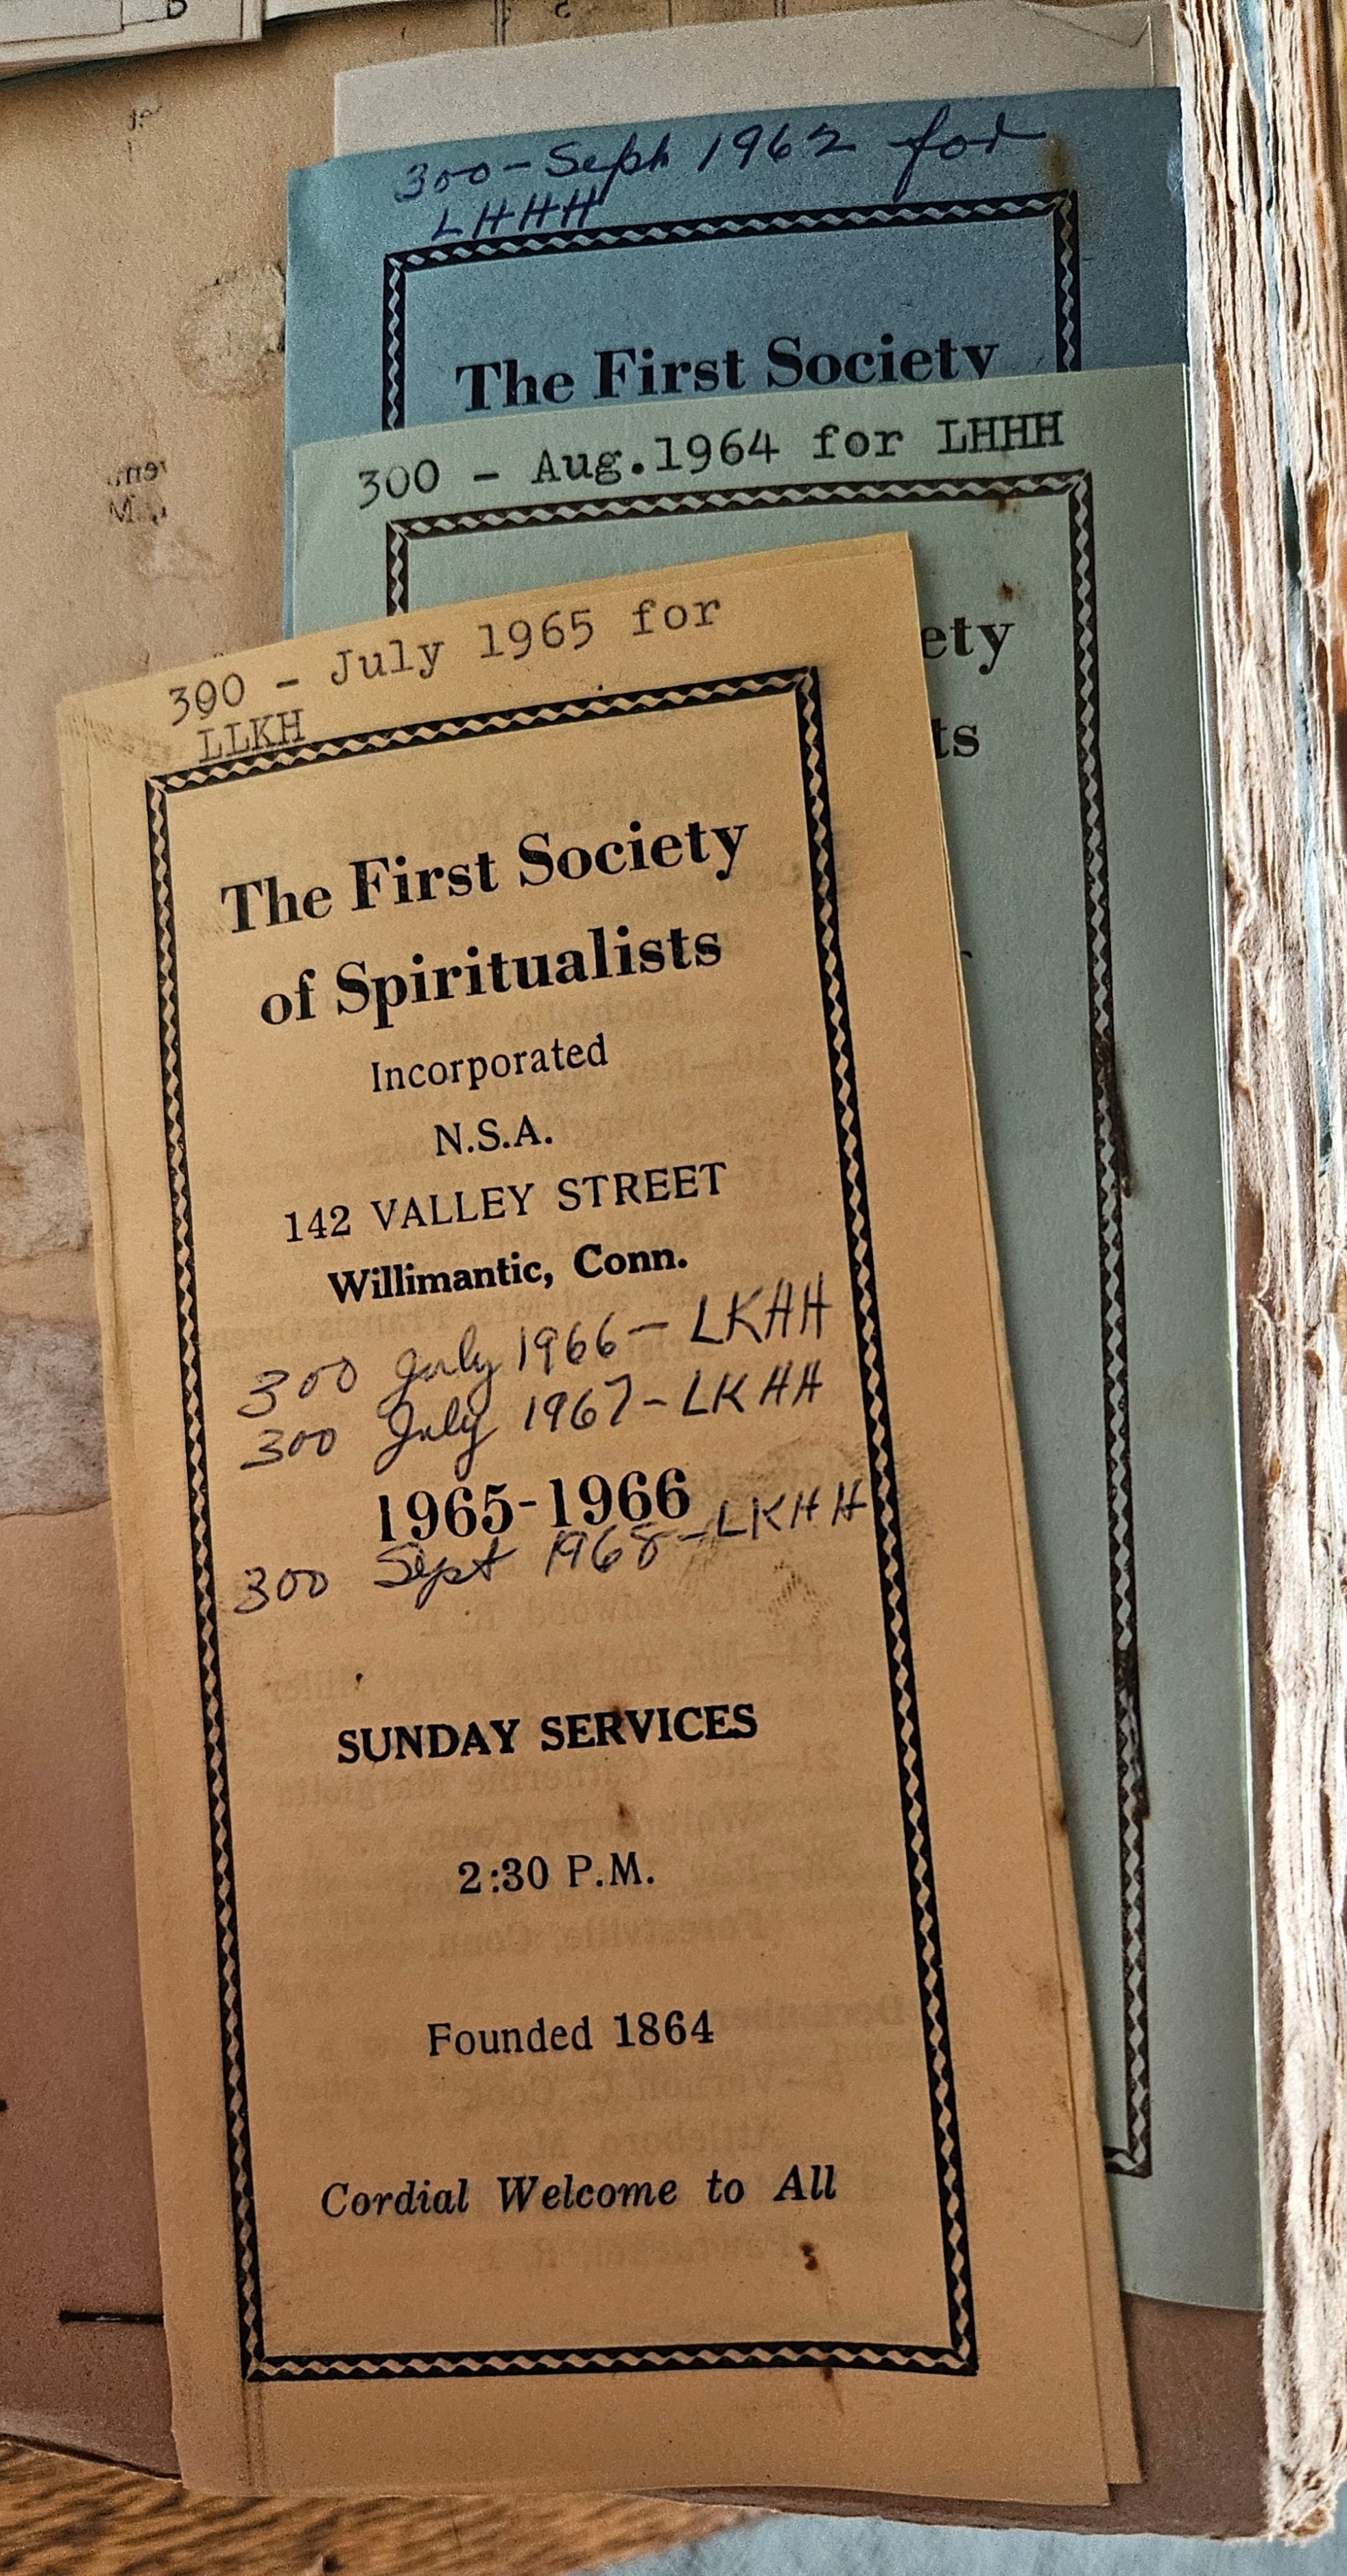 300 - Sept 1962 for
LHHH
The First Society
300 - Aug.1964 for LHHH
ety
ts
300 - July 1965 for
LLKH
The First Society
of Spiritualists
Incorporated
N.S.A.
142 VALLEY STREET
Willimantic, Conn.
300 July 1966 - LKHH
300 July 1967 - LKHH
1965-1966
300 Sept 1968 - LKHH
SUNDAY SERVICES
2:30 P.M.
Founded 1864
Cordial Welcome to All